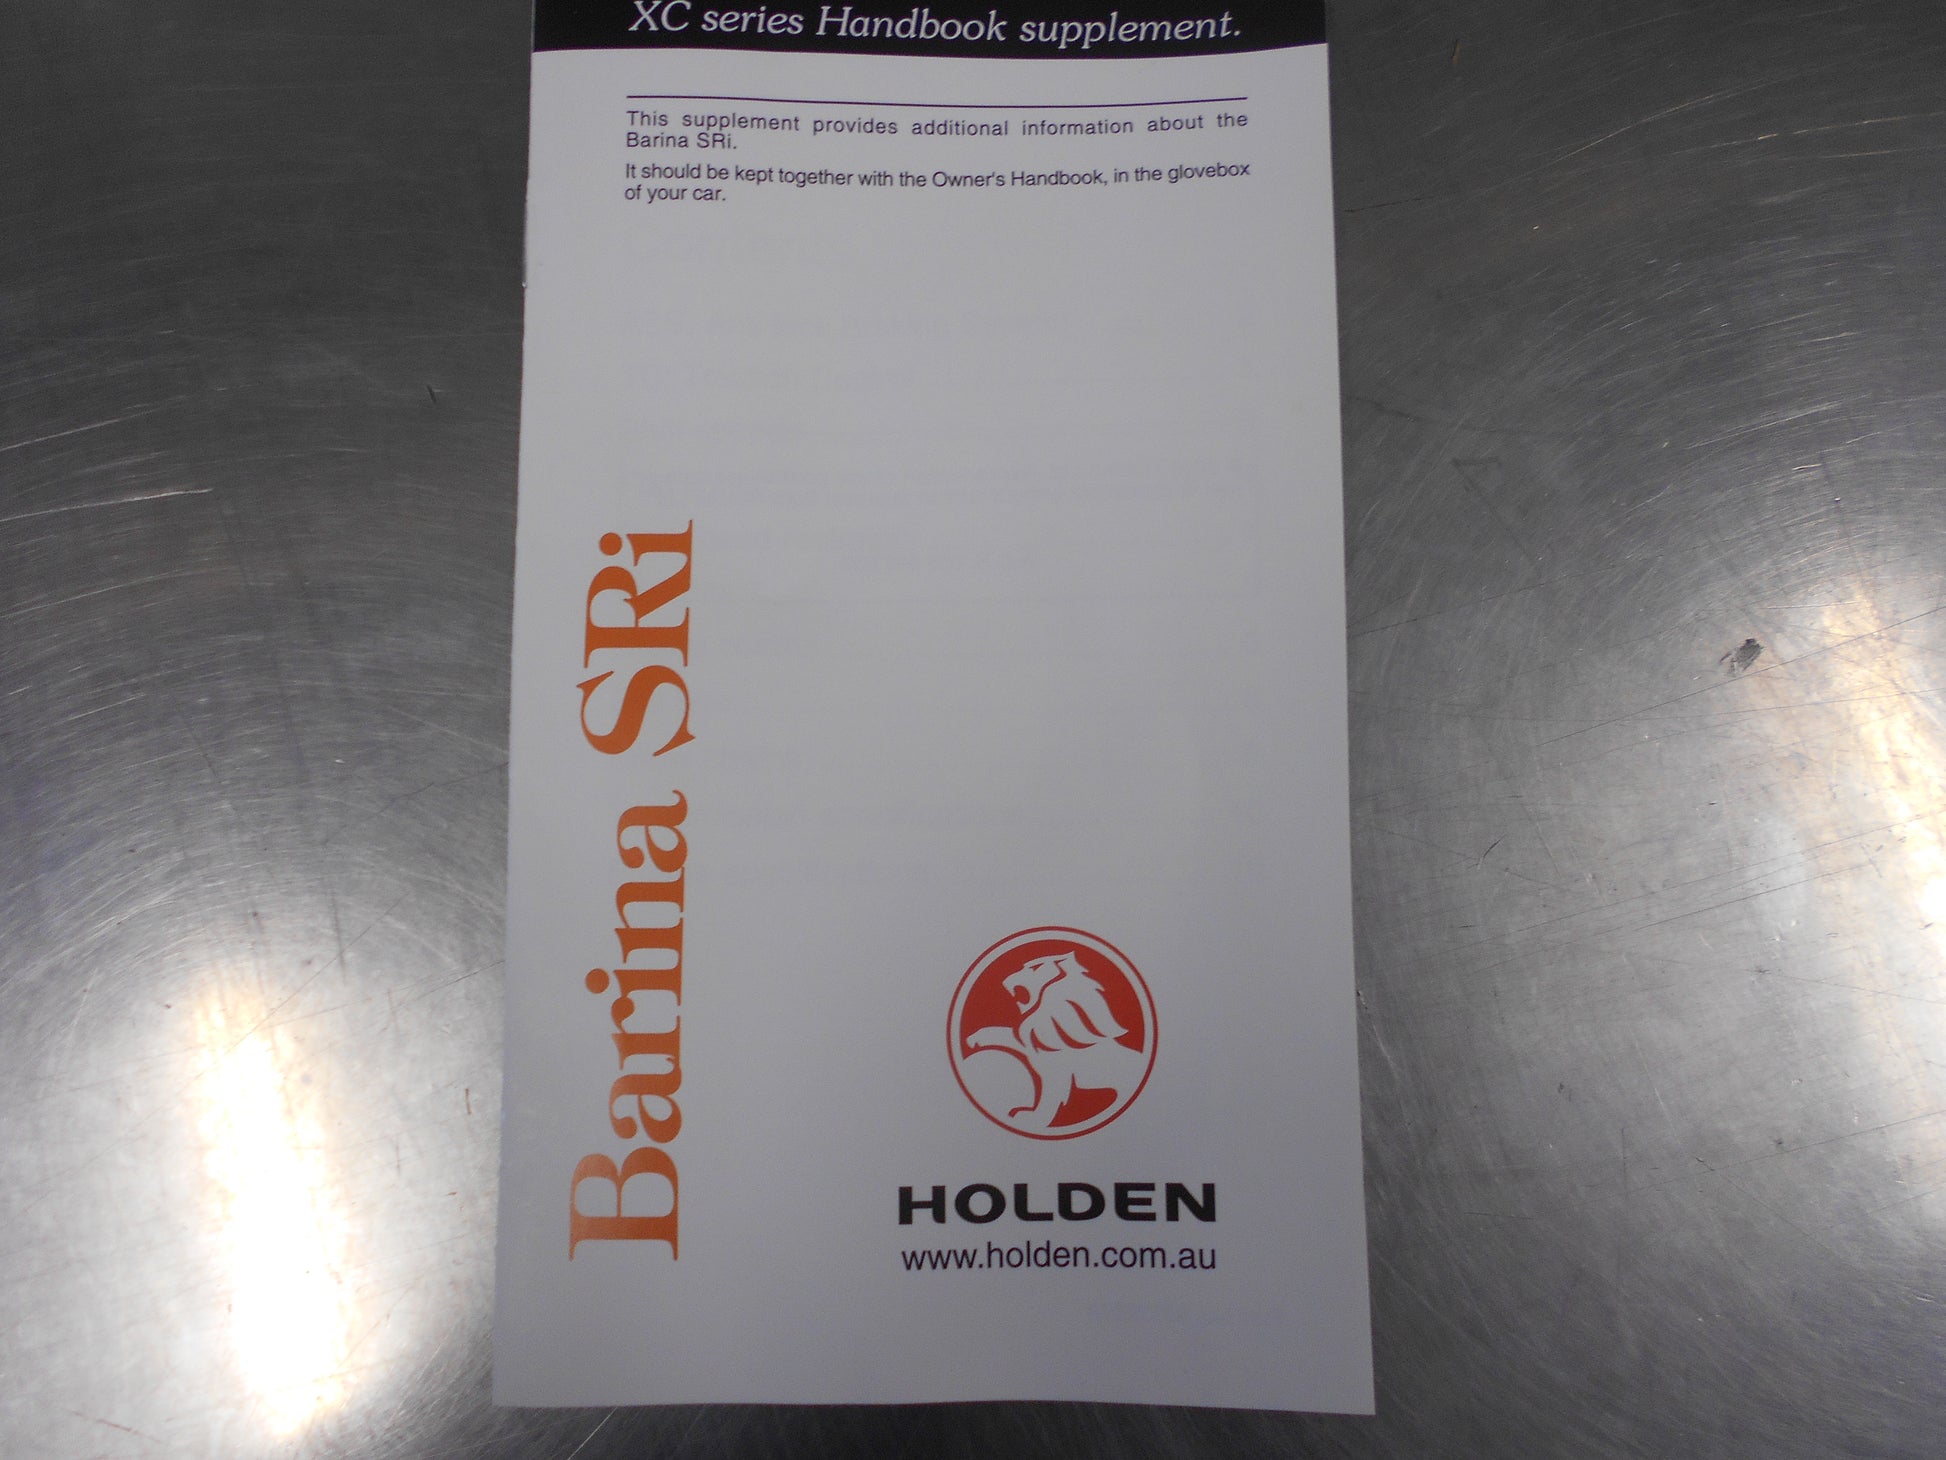 XC series Handbook supplement.
This supplement provides additional information about the
Barina SRi.
It should be kept together with the Owner's Handbook, in the glovebox
of your car.
Barina SRi
HOLDEN
www.holden.com.au